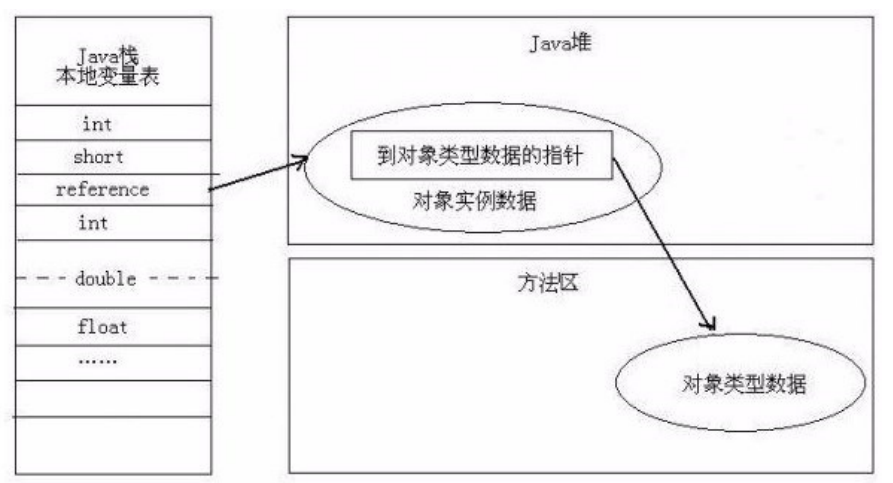 Java栈
本地变量表
int
short
reference
int
double
float
……
Java堆
到对象类型数据的指针
对象实例数据
方法区
对象类型数据